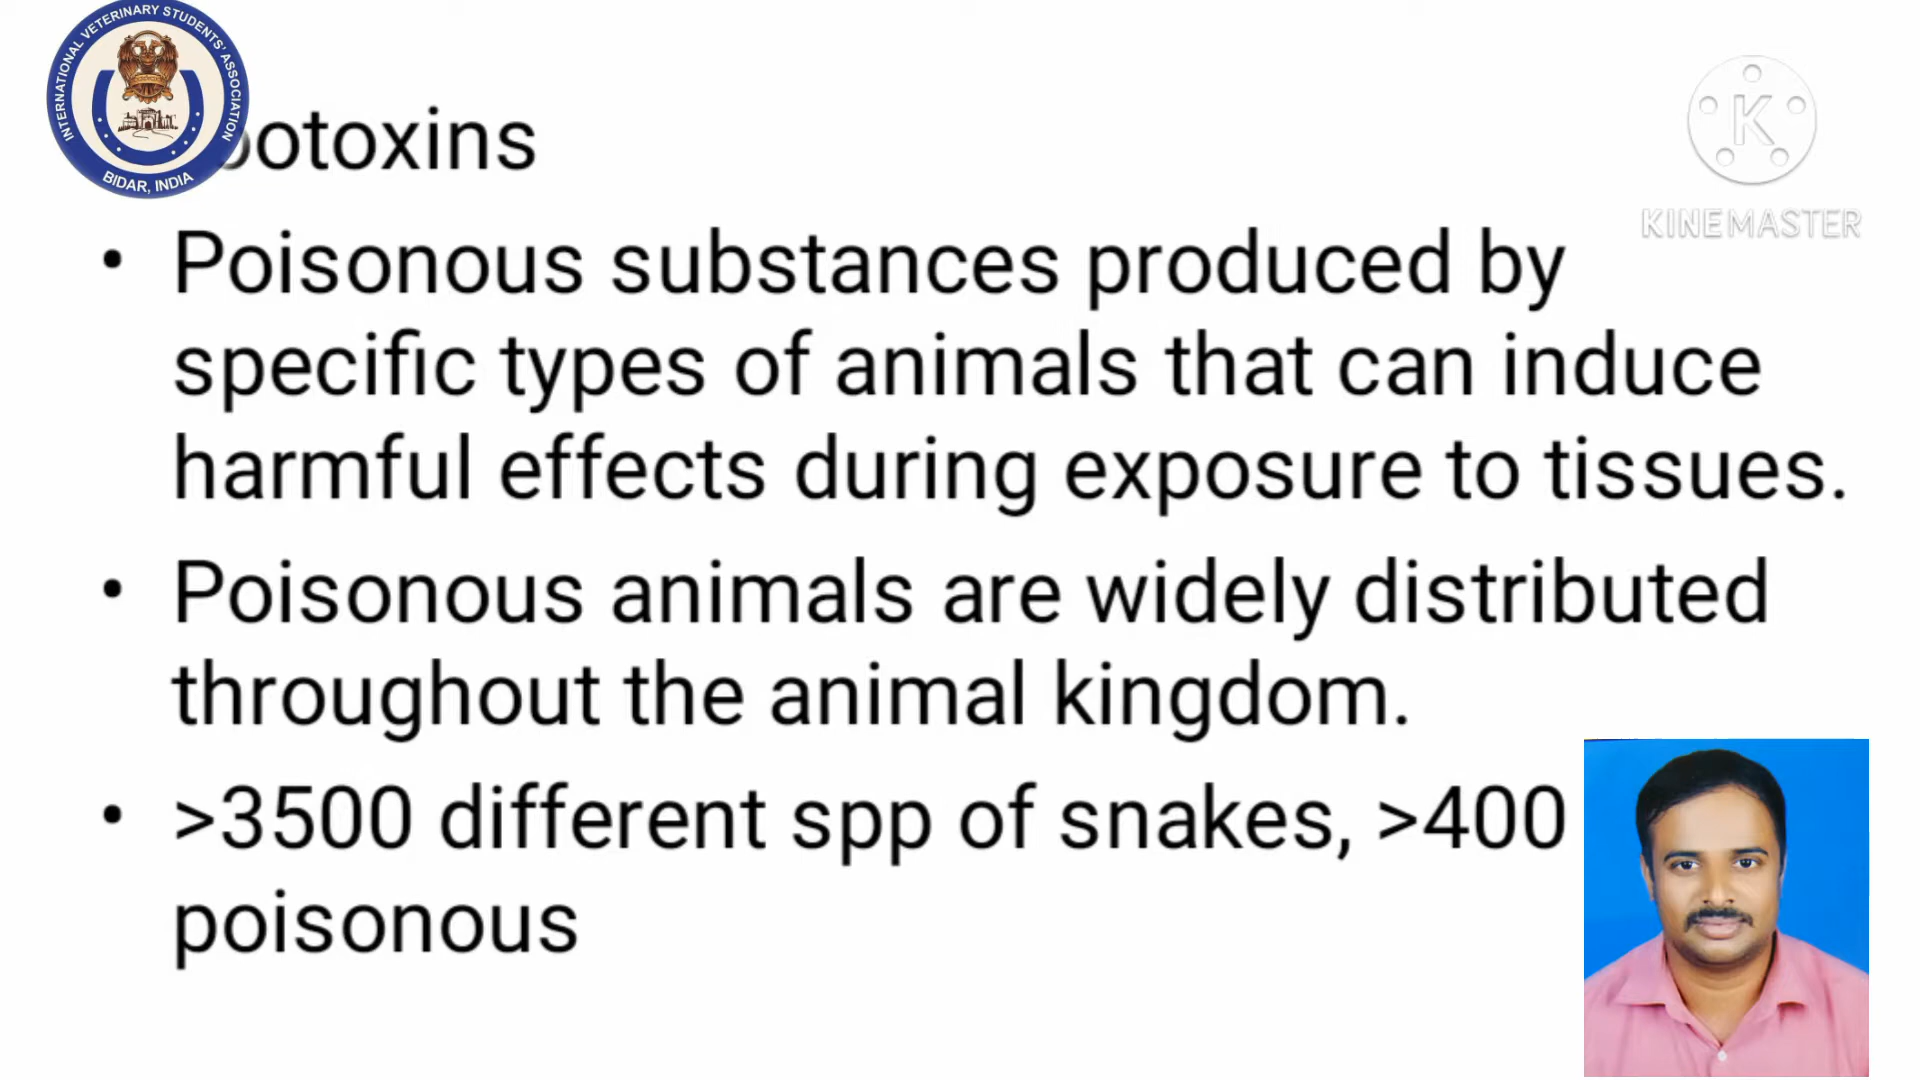 INTERNATIONAL VETERINARY STUDENTS' ASSOCIATION
BIDAR, INDIA
K
KINEMASTER
• Poisonous substances produced by
specific types of animals that can induce
harmful effects during exposure to tissues.
• Poisonous animals are widely distributed
throughout the animal kingdom.
• >3500 different spp of snakes, >400
poisonous